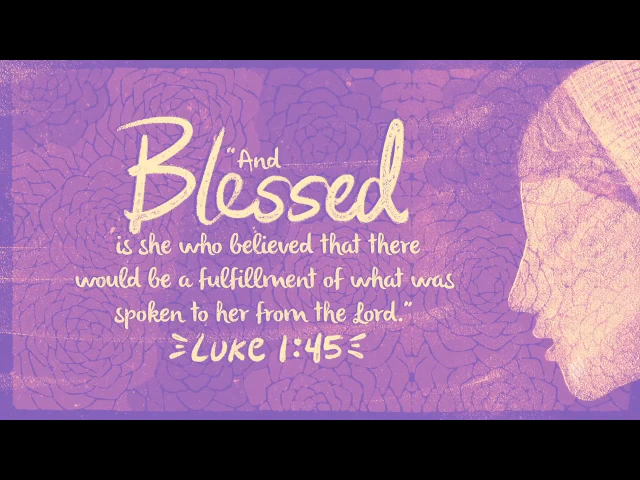 "And
Blessed
is she who believed that there
would be a fulfillment of what was
spoken to her from the Lord."
Luke 1:45